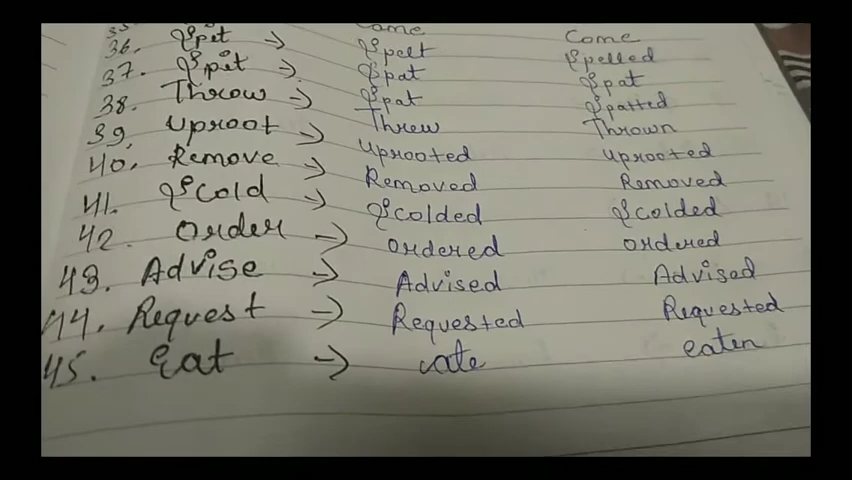 Came Come
35 Spelt Spelled
36. Spet → Spat Spat
37. Spit → Spat Spatted
38. Throw → Threw Thrown
39. uproot → uprooted uprooted
40. Remove → Removed Removed
41. Scold → Scolded Scolded
42. Order → Ordered Ordered
43. Advise → Advised Advised
44. Request → Requested Requested
45. Eat → ate eaten